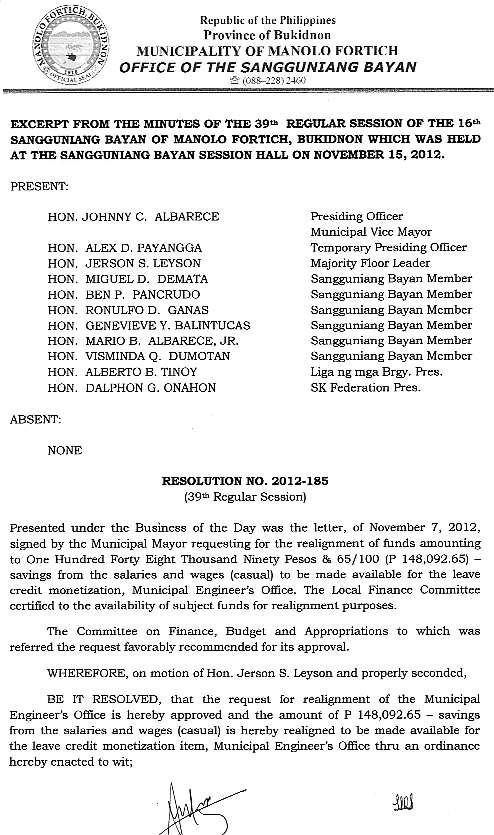 MANOLO FORTICH, BUKIDNON
1918
OFFICIAL SEAL
Republic of the Philippines
Province of Bukidnon
MUNICIPALITY OF MANOLO FORTICH
OFFICE OF THE SANGGUNIANG BAYAN
☏ (088-228) 2460
EXCERPT FROM THE MINUTES OF THE 39th REGULAR SESSION OF THE 16th
SANGGUNIANG BAYAN OF MANOLO FORTICH, BUKIDNON WHICH WAS HELD
AT THE SANGGUNIANG BAYAN SESSION HALL ON NOVEMBER 15, 2012.
PRESENT:
HON. JOHNNY C. ALBARECE Presiding Officer
Municipal Vice Mayor
HON. ALEX D. PAYANGGA Temporary Presiding Officer
HON. JERSON S. LEYSON Majority Floor Leader
HON. MIGUEL D. DEMATA Sangguniang Bayan Member
HON. BEN P. PANCRUDO Sangguniang Bayan Member
HON. RONULFO D. GANAS Sangguniang Bayan Member
HON. GENEVIEVE Y. BALINTUCAS Sangguniang Bayan Member
HON. MARIO B. ALBARECE, JR. Sangguniang Bayan Member
HON. VISMINDA Q. DUMOTAN Sangguniang Bayan Member
HON. ALBERTO B. TINOY Liga ng mga Brgy. Pres.
HON. DALPHON G. ONAHON SK Federation Pres.
ABSENT:
NONE
RESOLUTION NO. 2012-185
(39th Regular Session)
Presented under the Business of the Day was the letter, of November 7, 2012,
signed by the Municipal Mayor requesting for the realignment of funds amounting
to One Hundred Forty Eight Thousand Ninety Pesos & 65/100 (P 148,092.65) –
savings from the salaries and wages (casual) to be made available for the leave
credit monetization, Municipal Engineer's Office. The Local Finance Committee
certified to the availability of subject funds for realignment purposes.
The Committee on Finance, Budget and Appropriations to which was
referred the request favorably recommended for its approval.
WHEREFORE, on motion of Hon. Jerson S. Leyson and properly seconded,
BE IT RESOLVED, that the request for realignment of the Municipal
Engineer's Office is hereby approved and the amount of P 148,092.65 – savings
from the salaries and wages (casual) is hereby realigned to be made available for
the leave credit monetization item, Municipal Engineer's Office thru an ordinance
hereby enacted to wit;